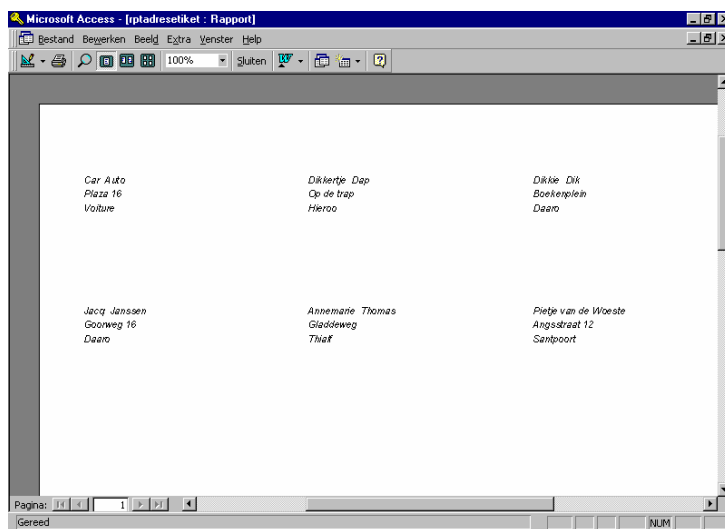 Microsoft Access - [rptadresetiket : Rapport]
Bestand Bewerken Beeld Extra Venster Help
100% Sluiten
Car Auto
Plaza 16
Voiture
Dikkertje Dap
Op de trap
Hieroo
Dikkie Dik
Boekenplein
Daaro
Jacq Janssen
Goorweg 16
Daaro
Annemarie Thomas
Gladdeweg
Thialf
Pietje van de Woeste
Angsstraat 12
Santpoort
Pagina: 1
Gereed NUM